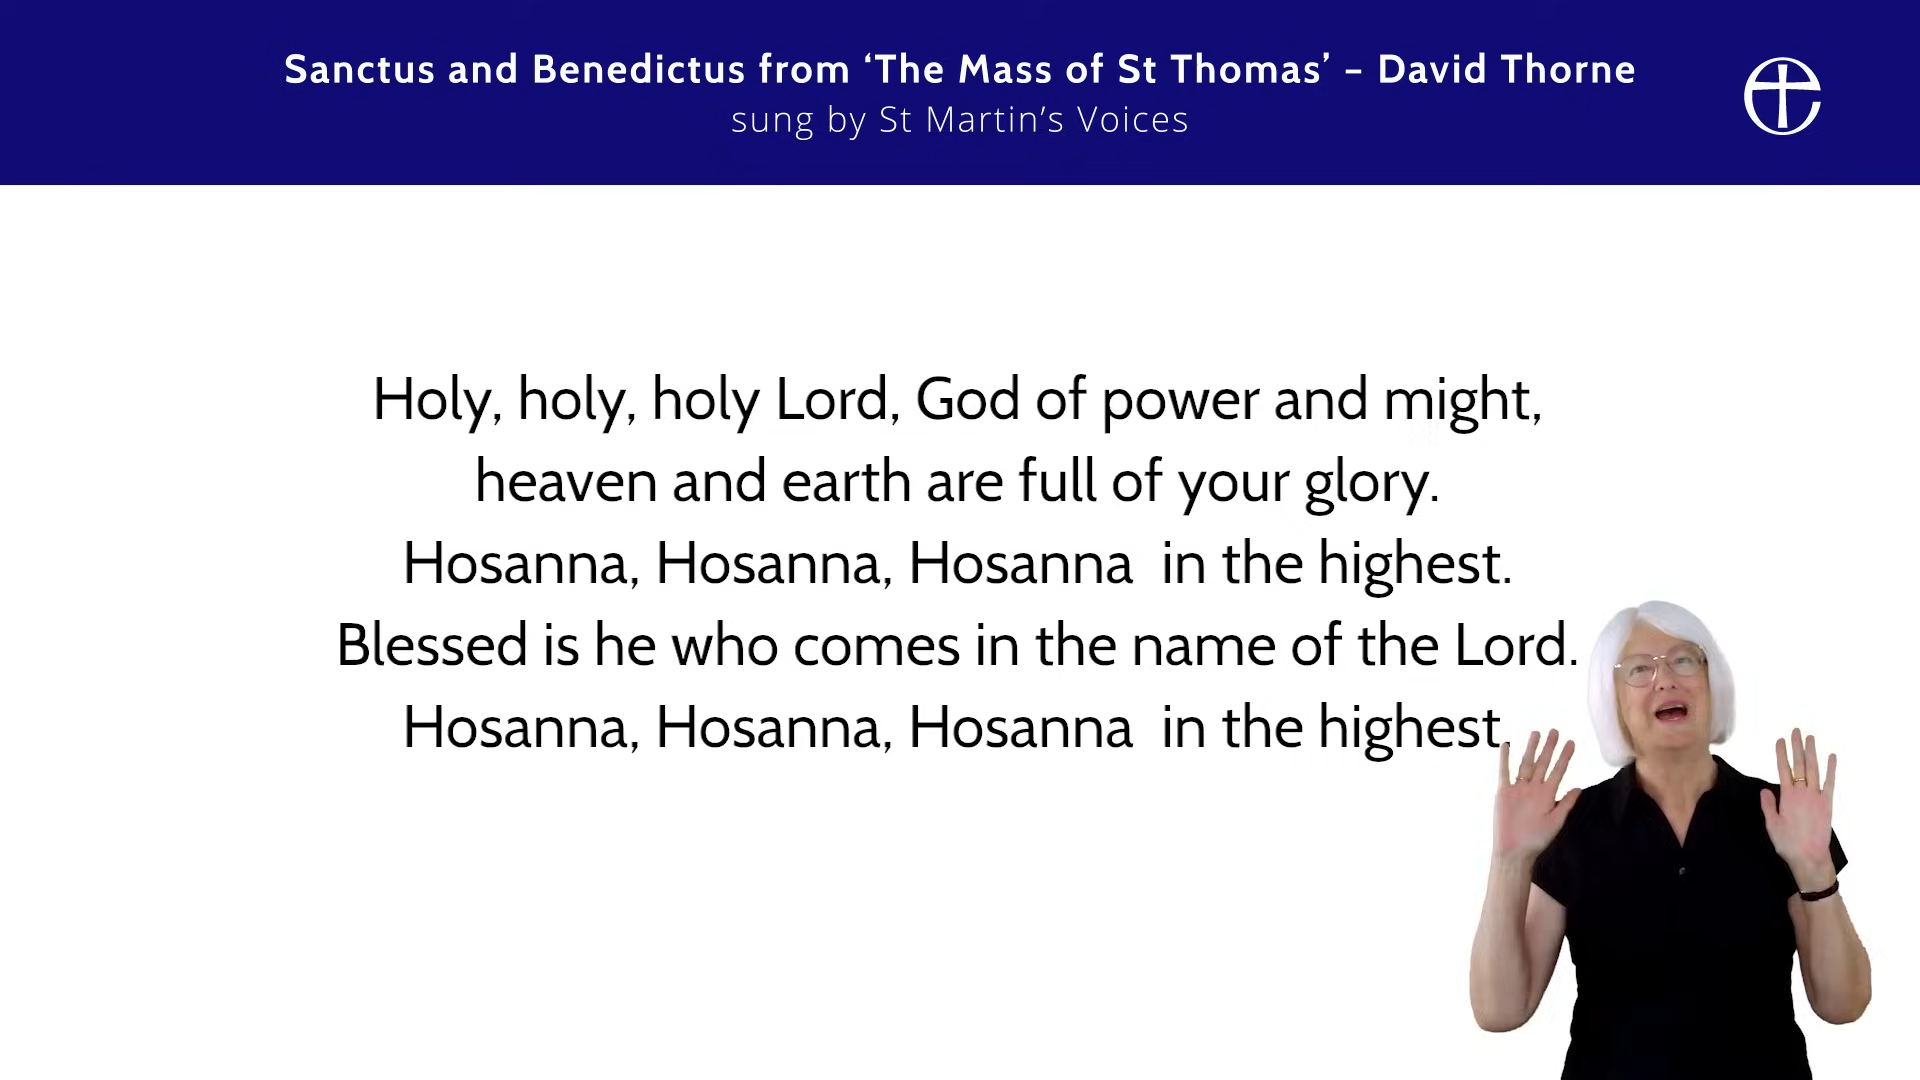 Sanctus and Benedictus from ‘The Mass of St Thomas’ – David Thorne
sung by St Martin’s Voices
Holy, holy, holy Lord, God of power and might,
heaven and earth are full of your glory.
Hosanna, Hosanna, Hosanna  in the highest.
Blessed is he who comes in the name of the Lord.
Hosanna, Hosanna, Hosanna  in the highest.